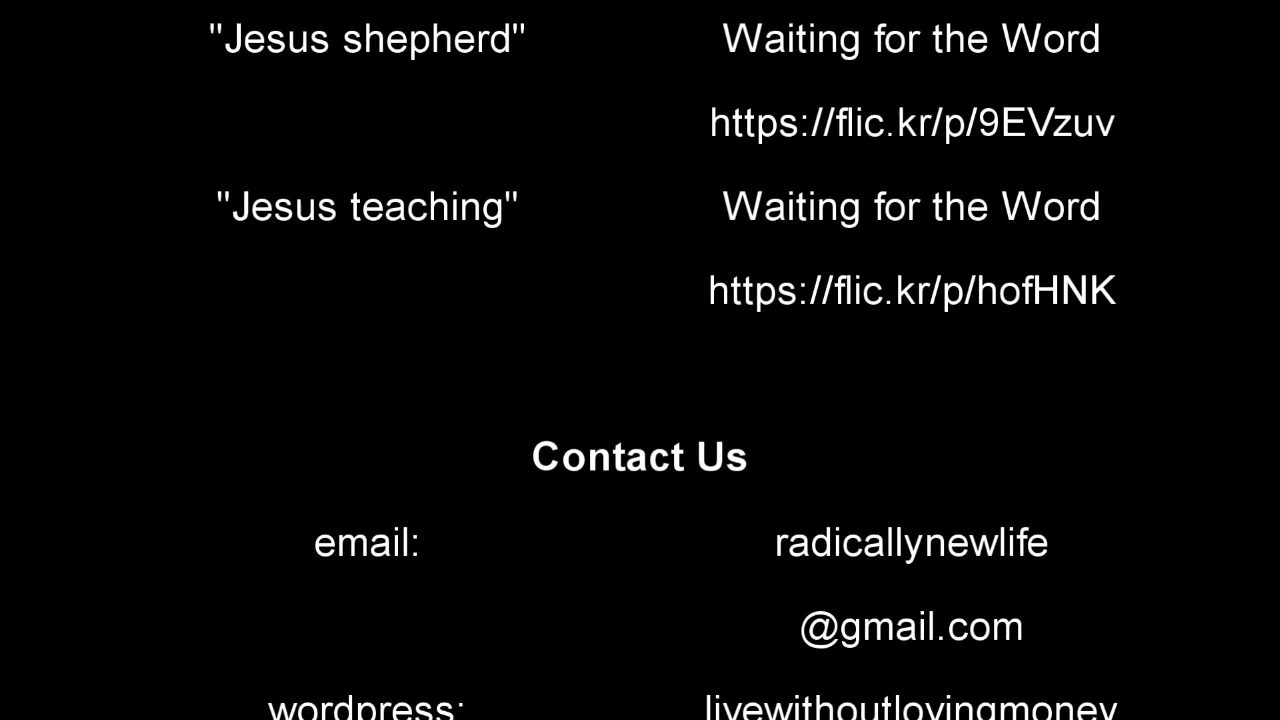 "Jesus shepherd" Waiting for the Word
https://flic.kr/p/9EVzuv
"Jesus teaching" Waiting for the Word
https://flic.kr/p/hofHNK
Contact Us
email: radicallynewlife
@gmail.com
wordpress: livewithoutlovingmoney